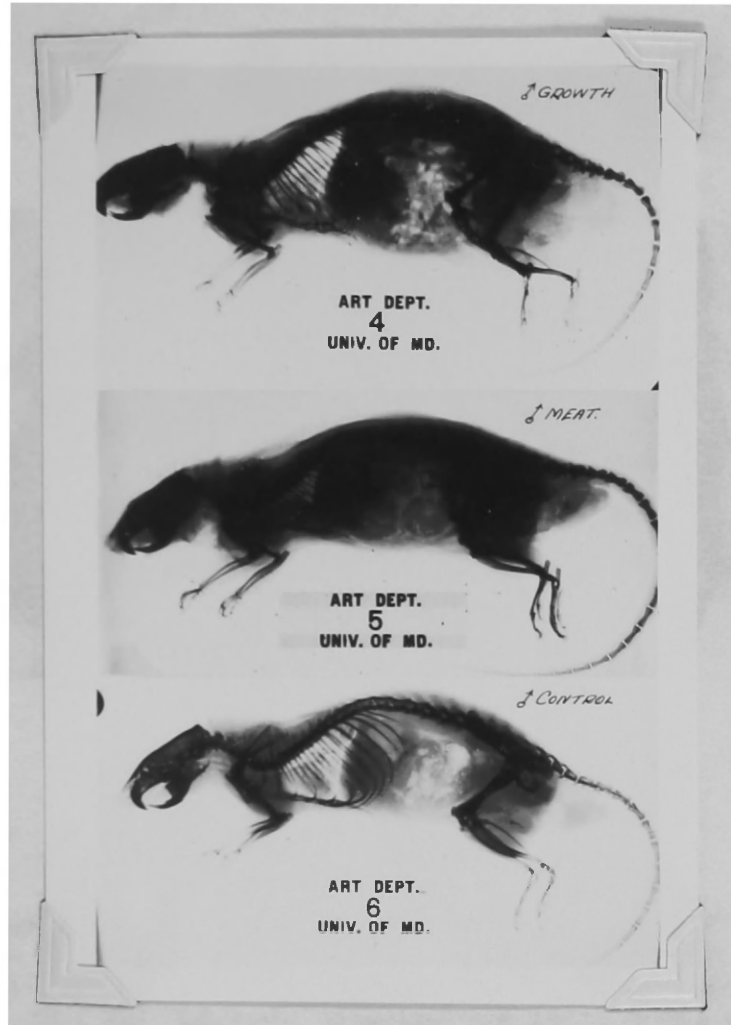 ♂ GROWTH
ART DEPT.
4
UNIV. OF MD.
♂ MEAT.
ART DEPT.
5
UNIV. OF MD.
♂ CONTROL
ART DEPT.
6
UNIV. OF MD.